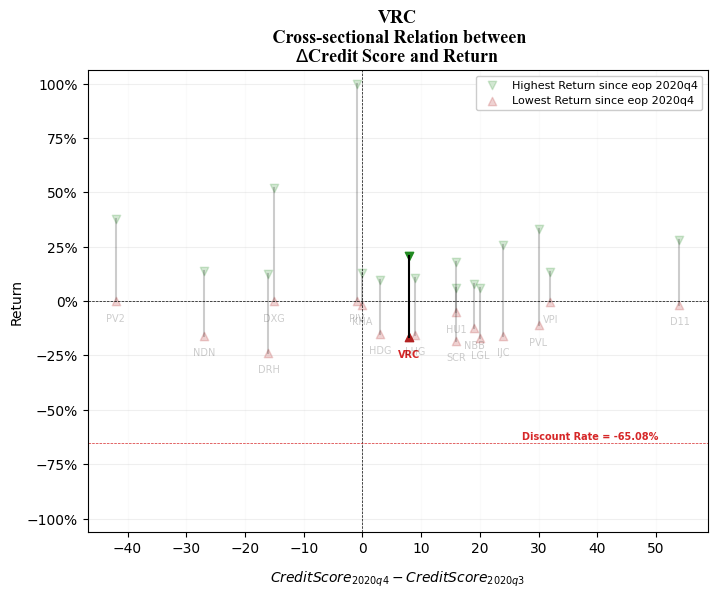 VRC
Cross-sectional Relation between
ΔCredit Score and Return
Highest Return since eop 2020q4
Lowest Return since eop 2020q4
100%
75%
50%
25%
0%
−25%
−50%
−75%
−100%
Return
PV2
NDN
DRH
DXG
HDG
VRC
HU1
SCR
NBB
LGL
IJC
PVL
VPI
D11
Discount Rate = -65.08%
−40
−30
−20
−10
0
10
20
30
40
50
CreditScore2020q4 − CreditScore2020q3